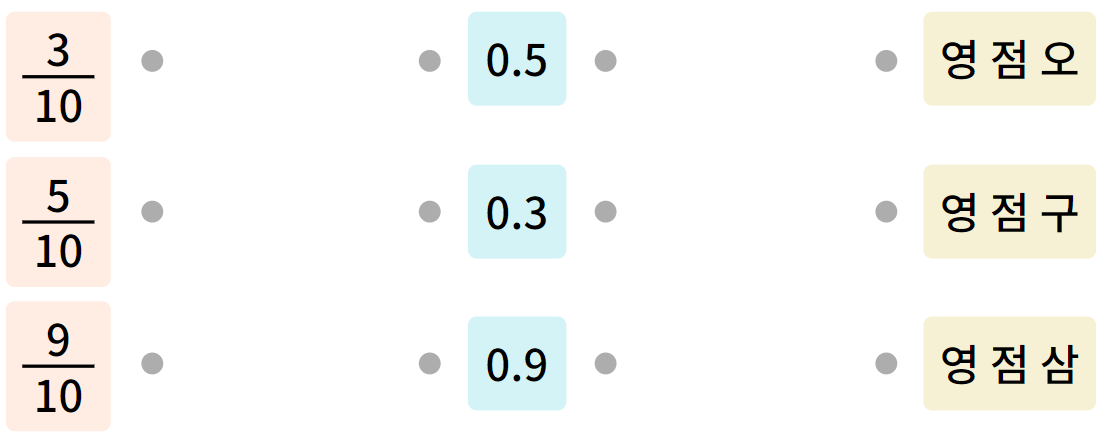 3/10 0.5 영 점 오
5/10 0.3 영 점 구
9/10 0.9 영 점 삼